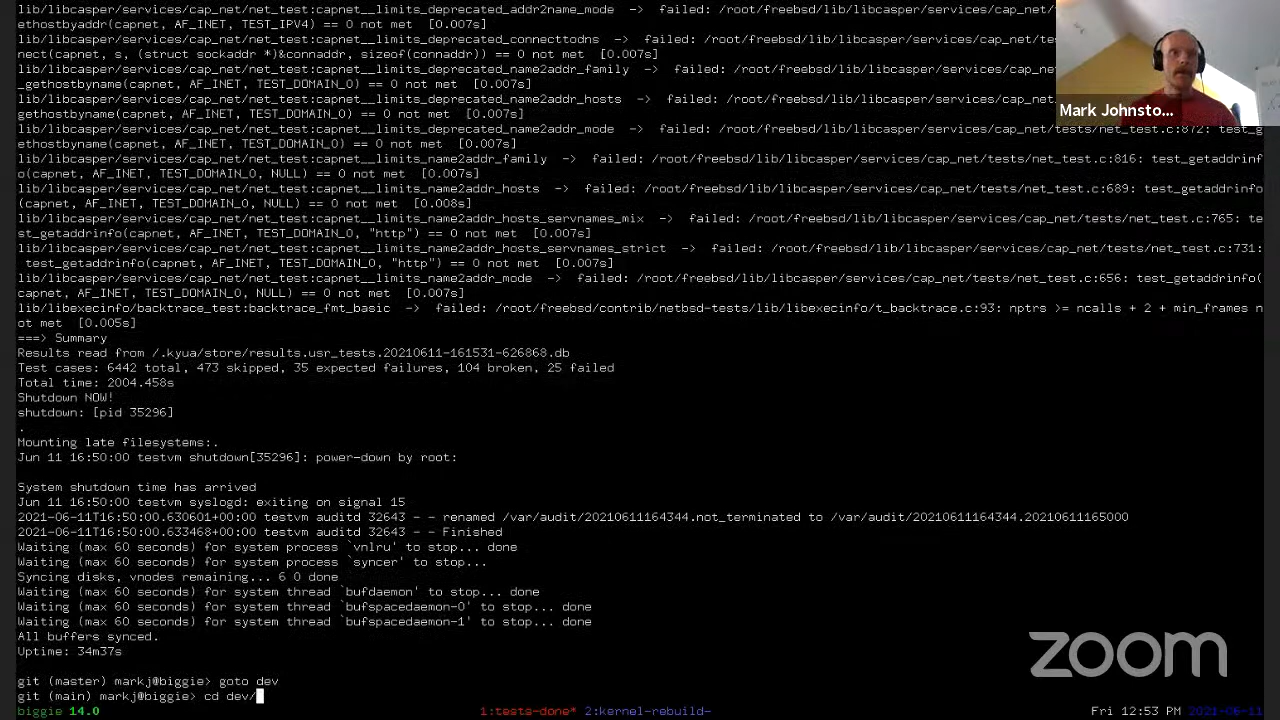 lib/libcasper/services/cap_net/net_test:capnet__limits_deprecated_addr2name_mode -> failed: /root/freebsd/lib/libcasper/services/cap_net/tes
ethostbyaddr(capnet, AF_INET, TEST_IPV4) == 0 not met [0.007s]
lib/libcasper/services/cap_net/net_test:capnet__limits_deprecated_connecttodns -> failed: /root/freebsd/lib/libcasper/services/cap_net/tests
nect(capnet, s, (struct sockaddr *)&connaddr, sizeof(connaddr)) == 0 not met [0.007s]
lib/libcasper/services/cap_net/net_test:capnet__limits_deprecated_name2addr_family -> failed: /root/freebsd/lib/libcasper/services/cap_net/t
_gethostbyname(capnet, AF_INET, TEST_DOMAIN_0) == 0 not met [0.007s]
lib/libcasper/services/cap_net/net_test:capnet__limits_deprecated_name2addr_hosts -> failed: /root/freebsd/lib/libcasper/services/cap_net/te
gethostbyname(capnet, AF_INET, TEST_DOMAIN_0) == 0 not met [0.007s]
Mark Johnsto...
lib/libcasper/services/cap_net/net_test:capnet__limits_deprecated_name2addr_mode -> failed: /root/freebsd/lib/libcasper/services/cap_net/tests/net_test.c:872: test_g
ethostbyname(capnet, AF_INET, TEST_DOMAIN_0) == 0 not met [0.007s]
lib/libcasper/services/cap_net/net_test:capnet__limits_name2addr_family -> failed: /root/freebsd/lib/libcasper/services/cap_net/tests/net_test.c:816: test_getaddrinf
o(capnet, AF_INET, TEST_DOMAIN_0, NULL) == 0 not met [0.007s]
lib/libcasper/services/cap_net/net_test:capnet__limits_name2addr_hosts -> failed: /root/freebsd/lib/libcasper/services/cap_net/tests/net_test.c:689: test_getaddrinfo
(capnet, AF_INET, TEST_DOMAIN_0, NULL) == 0 not met [0.008s]
lib/libcasper/services/cap_net/net_test:capnet__limits_name2addr_hosts_servnames_mix -> failed: /root/freebsd/lib/libcasper/services/cap_net/tests/net_test.c:765: te
st_getaddrinfo(capnet, AF_INET, TEST_DOMAIN_0, "http") == 0 not met [0.007s]
lib/libcasper/services/cap_net/net_test:capnet__limits_name2addr_hosts_servnames_strict -> failed: /root/freebsd/lib/libcasper/services/cap_net/tests/net_test.c:731:
test_getaddrinfo(capnet, AF_INET, TEST_DOMAIN_0, "http") == 0 not met [0.007s]
lib/libcasper/services/cap_net/net_test:capnet__limits_name2addr_mode -> failed: /root/freebsd/lib/libcasper/services/cap_net/tests/net_test.c:656: test_getaddrinfo(
capnet, AF_INET, TEST_DOMAIN_0, NULL) == 0 not met [0.007s]
lib/libexecinfo/backtrace_test:backtrace_fmt_basic -> failed: /root/freebsd/contrib/netbsd-tests/lib/libexecinfo/t_backtrace.c:93: nptrs >= ncalls + 2 + min_frames n
ot met [0.005s]
===> Summary
Results read from /.kyua/store/results.usr_tests.20210611-161531-626868.db
Test cases: 6442 total, 473 skipped, 35 expected failures, 104 broken, 25 failed
Total time: 2004.458s
Shutdown NOW!
shutdown: [pid 35296]
.
Mounting late filesystems:.
Jun 11 16:50:00 testvm shutdown[35296]: power-down by root:
System shutdown time has arrived
Jun 11 16:50:00 testvm syslogd: exiting on signal 15
2021-06-11T16:50:00.630601+00:00 testvm auditd 32643 - - renamed /var/audit/20210611164344.not_terminated to /var/audit/20210611164344.20210611165000
2021-06-11T16:50:00.633468+00:00 testvm auditd 32643 - - Finished
Waiting (max 60 seconds) for system process `vnlru' to stop... done
Waiting (max 60 seconds) for system process `syncer' to stop...
Syncing disks, vnodes remaining... 6 0 done
Waiting (max 60 seconds) for system thread `bufdaemon' to stop... done
Waiting (max 60 seconds) for system thread `bufspacedaemon-0' to stop... done
Waiting (max 60 seconds) for system thread `bufspacedaemon-1' to stop... done
All buffers synced.
Uptime: 34m37s
git (master) markj@biggie> goto dev
git (main) markj@biggie> cd dev/
zoom
biggie 14.0 1:tests-done* 2:kernel-rebuild- Fri 12:53 PM 2021-06-11